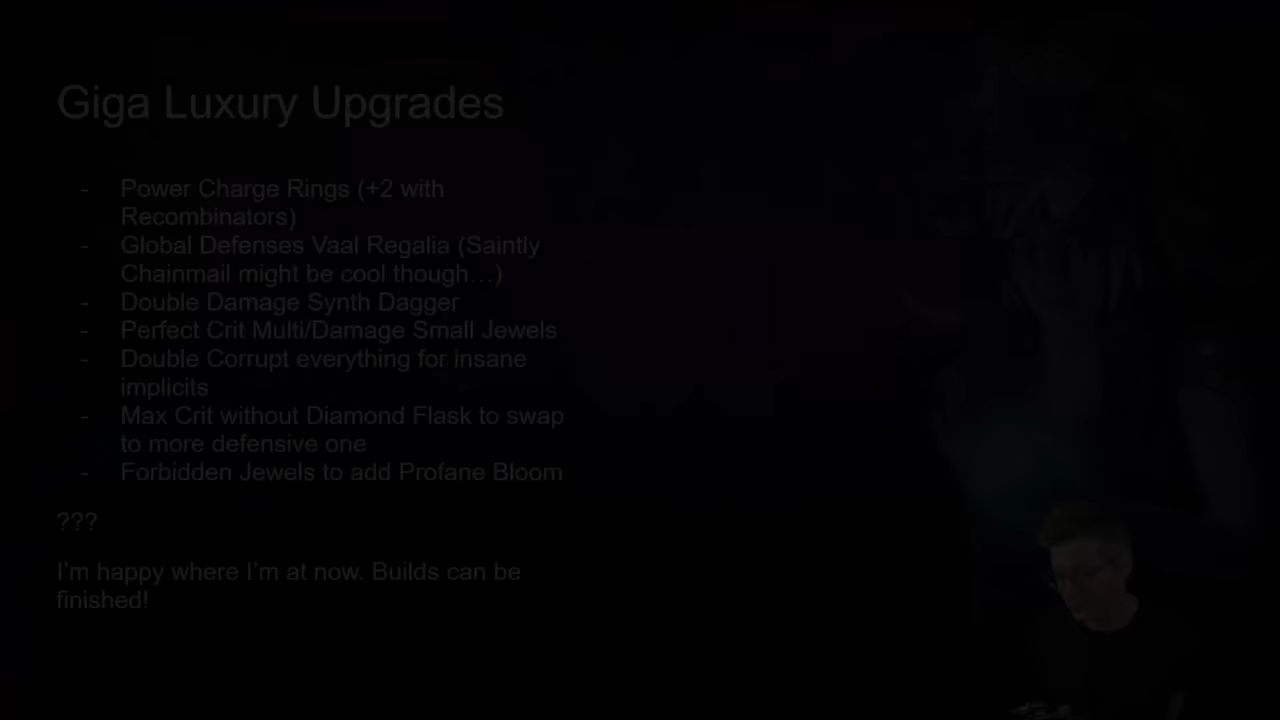 Giga Luxury Upgrades
- Power Charge Rings (+2 with
Recombinators)
- Global Defenses Vaal Regalia (Saintly
Chainmail might be cool though…)
- Double Damage Synth Dagger
- Perfect Crit Multi/Damage Small Jewels
- Double Corrupt everything for insane
implicits
- Max Crit without Diamond Flask to swap
to more defensive one
- Forbidden Jewels to add Profane Bloom
???
I'm happy where I'm at now. Builds can be
finished!